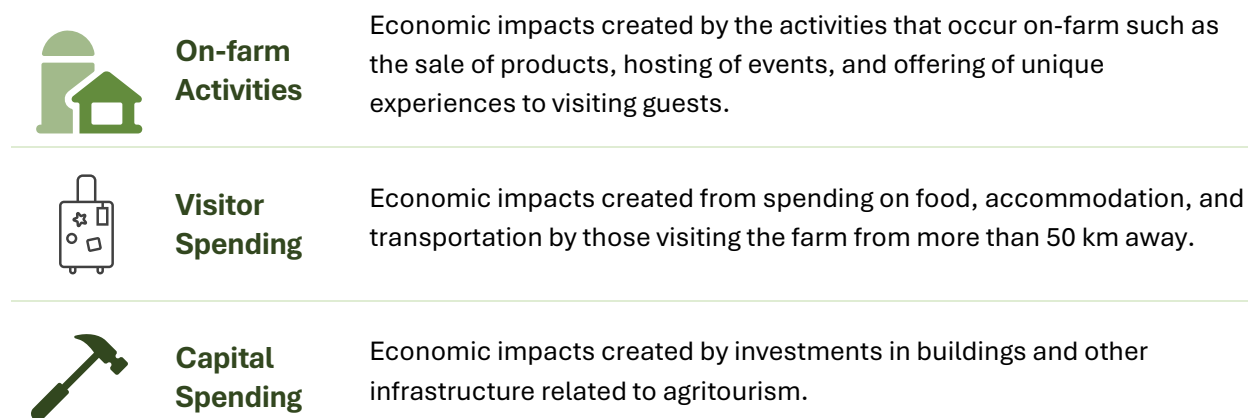 On-farm
Activities
Economic impacts created by the activities that occur on-farm such as
the sale of products, hosting of events, and offering of unique
experiences to visiting guests.
Visitor
Spending
Economic impacts created from spending on food, accommodation, and
transportation by those visiting the farm from more than 50 km away.
Capital
Spending
Economic impacts created by investments in buildings and other
infrastructure related to agritourism.